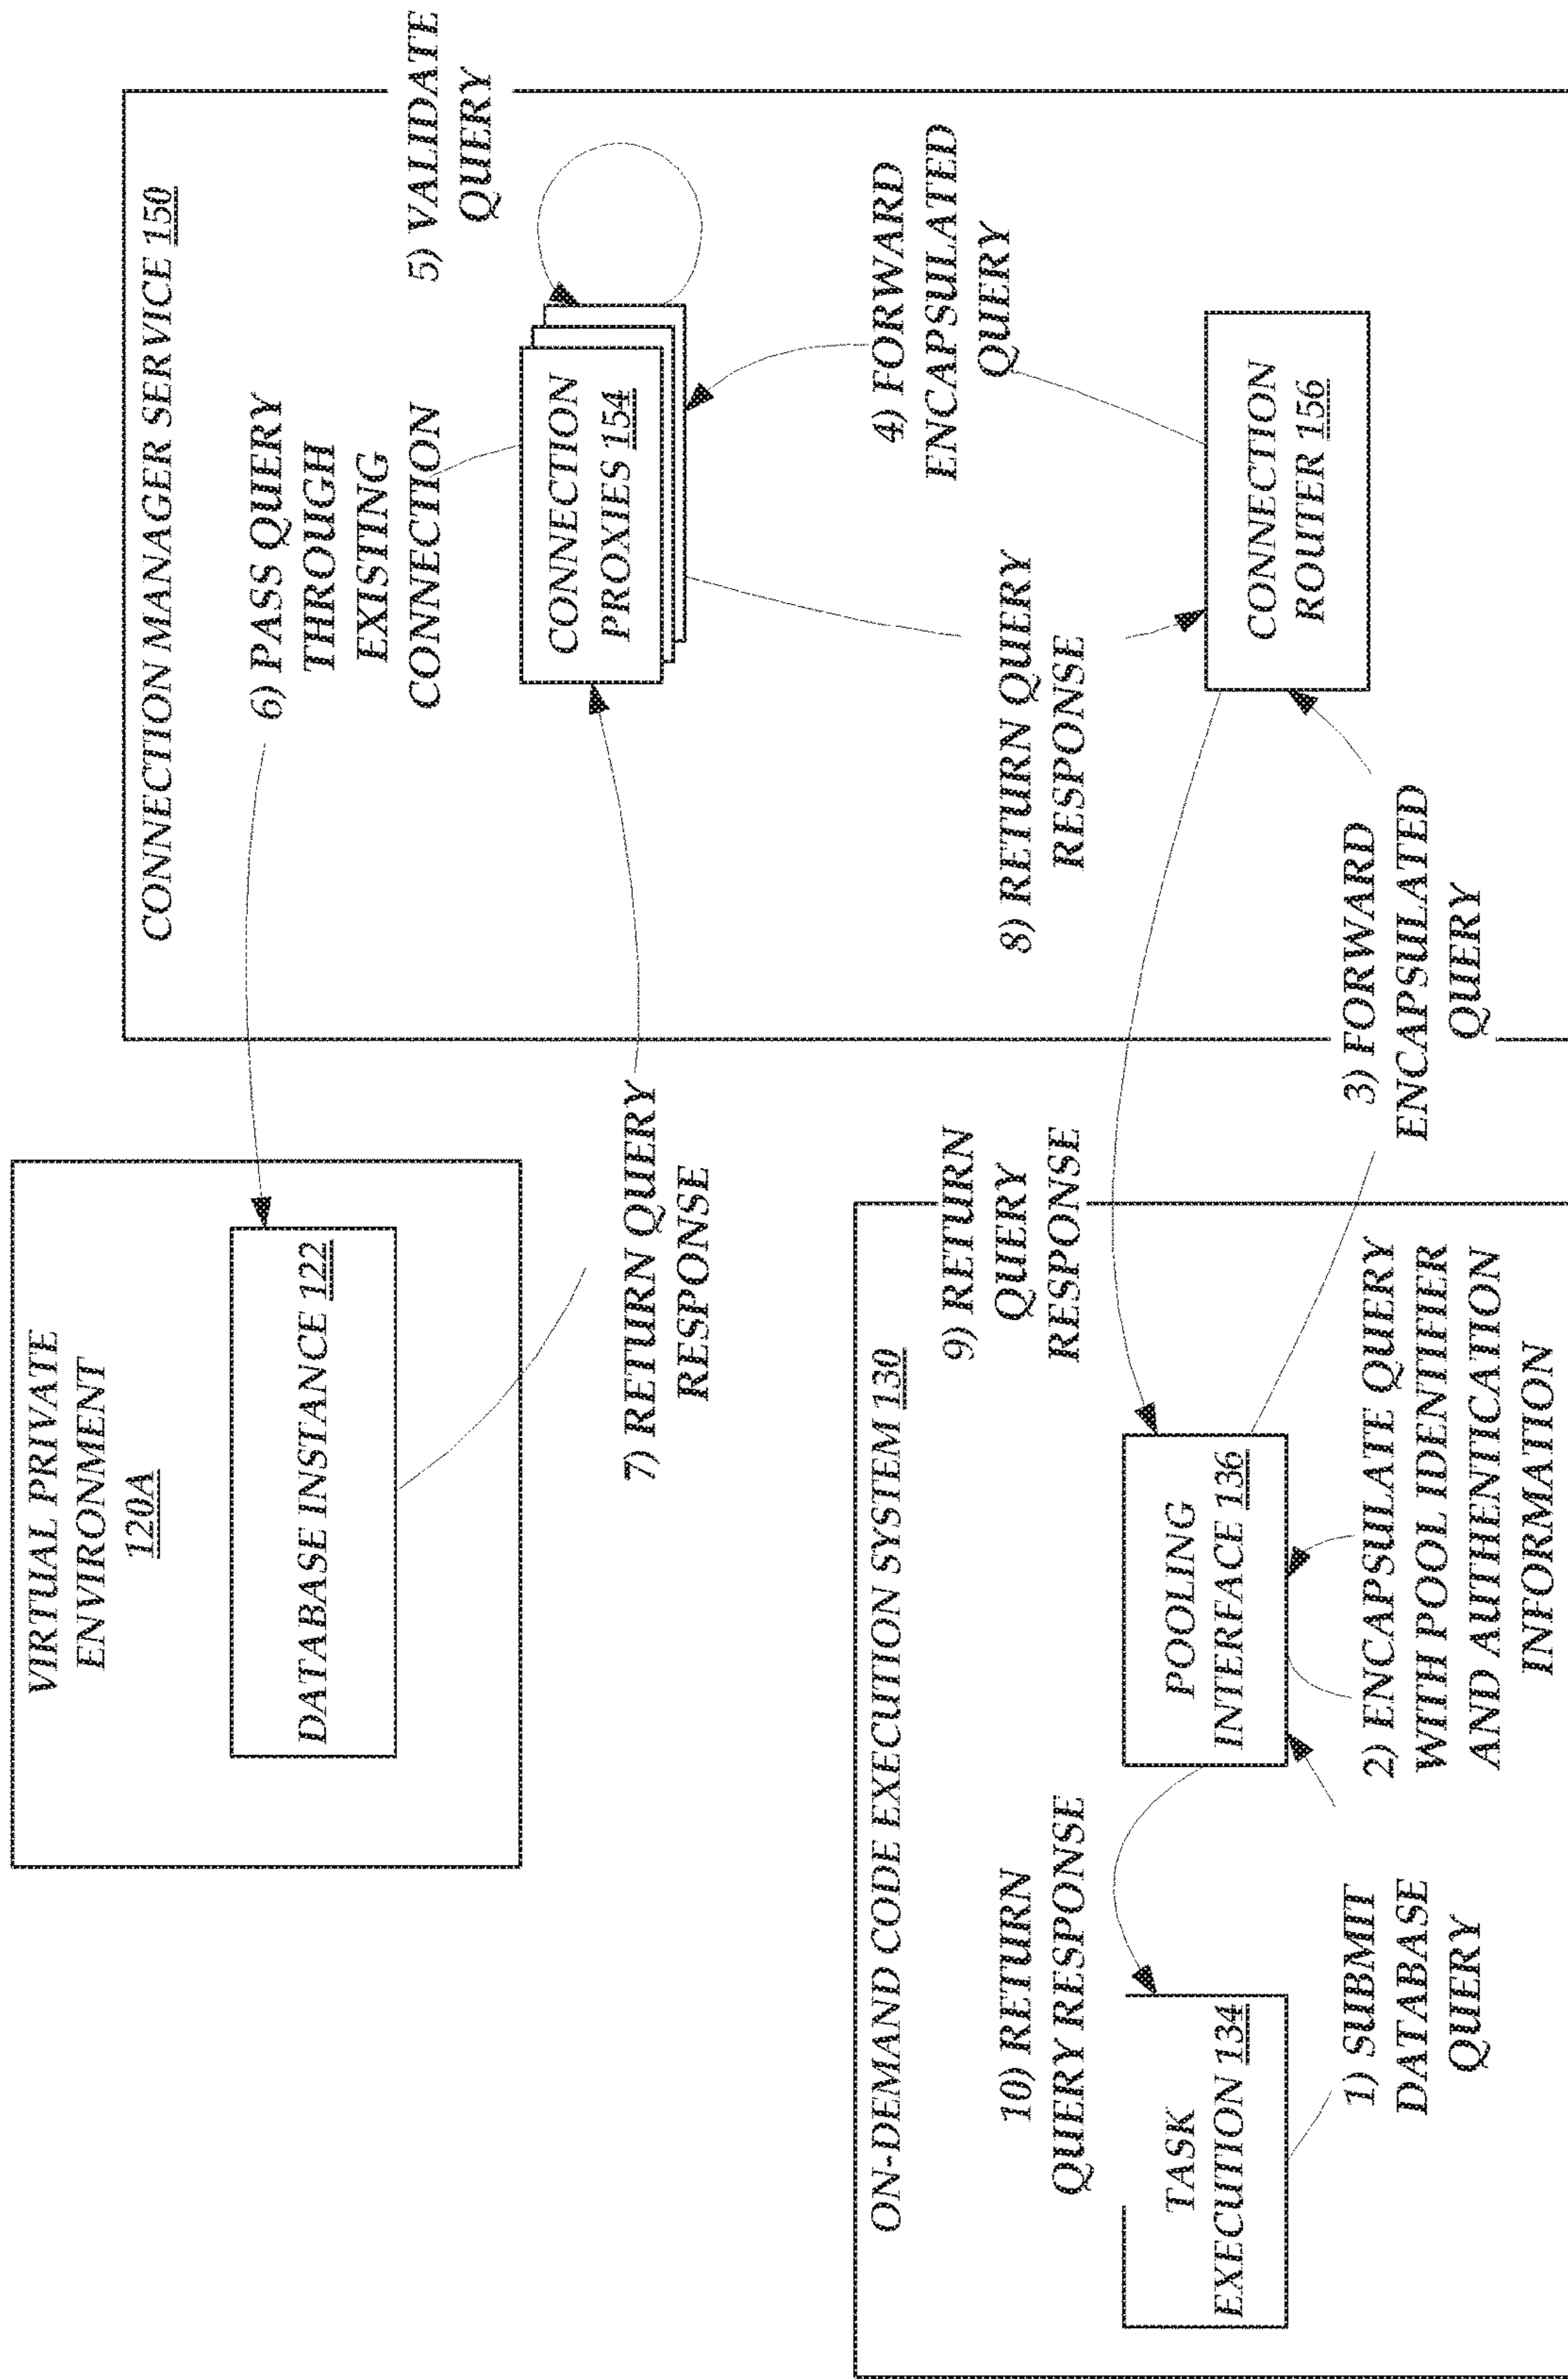 VIRTUAL PRIVATE
ENVIRONMENT
120A
DATABASE INSTANCE 122
CONNECTION MANAGER SERVICE 150
6) PASS QUERY
THROUGH
EXISTING
CONNECTION
5) VALIDATE
QUERY
CONNECTION
PROXIES 154
7) RETURN QUERY
RESPONSE
4) FORWARD
ENCAPSULATED
QUERY
8) RETURN QUERY
RESPONSE
CONNECTION
ROUTER 156
ON-DEMAND CODE EXECUTION SYSTEM 130
9) RETURN
QUERY
RESPONSE
10) RETURN
QUERY RESPONSE
TASK
EXECUTION 134
POOLING
INTERFACE 136
1) SUBMIT
DATABASE
QUERY
2) ENCAPSULATE QUERY
WITH POOL IDENTIFIER
AND AUTHENTICATION
INFORMATION
3) FORWARD
ENCAPSULATED
QUERY